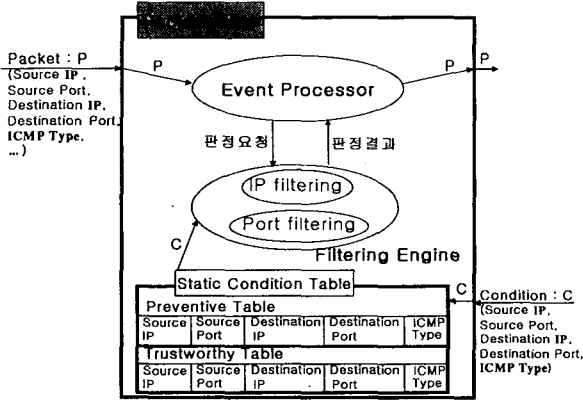 Packet : P
(Source IP,
Source Port,
Destination IP,
Destination Port,
ICMP Type,
...)
P
P
P
Event Processor
판정요청
판정결과
IP filtering
Port filtering
Filtering Engine
C
Static Condition Table
Preventive Table
Source IP
Source Port
Destination IP
Destination Port
ICMP Type
Trustworthy Table
Source IP
Source Port
Destination IP
Destination Port
ICMP Type
C
Condition : C
(Source IP,
Source Port,
Destination IP,
Destination Port,
ICMP Type)